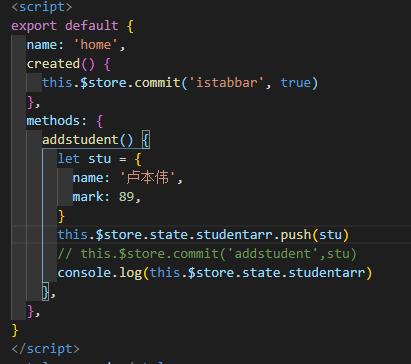 <script>
export default {
  name: 'home',
  created() {
    this.$store.commit('istabbar', true)
  },
  methods: {
    addstudent() {
      let stu = {
        name: '卢本伟',
        mark: 89,
      }
      this.$store.state.studentarr.push(stu)
      // this.$store.commit('addstudent',stu)
      console.log(this.$store.state.studentarr)
    },
  },
}
</script>